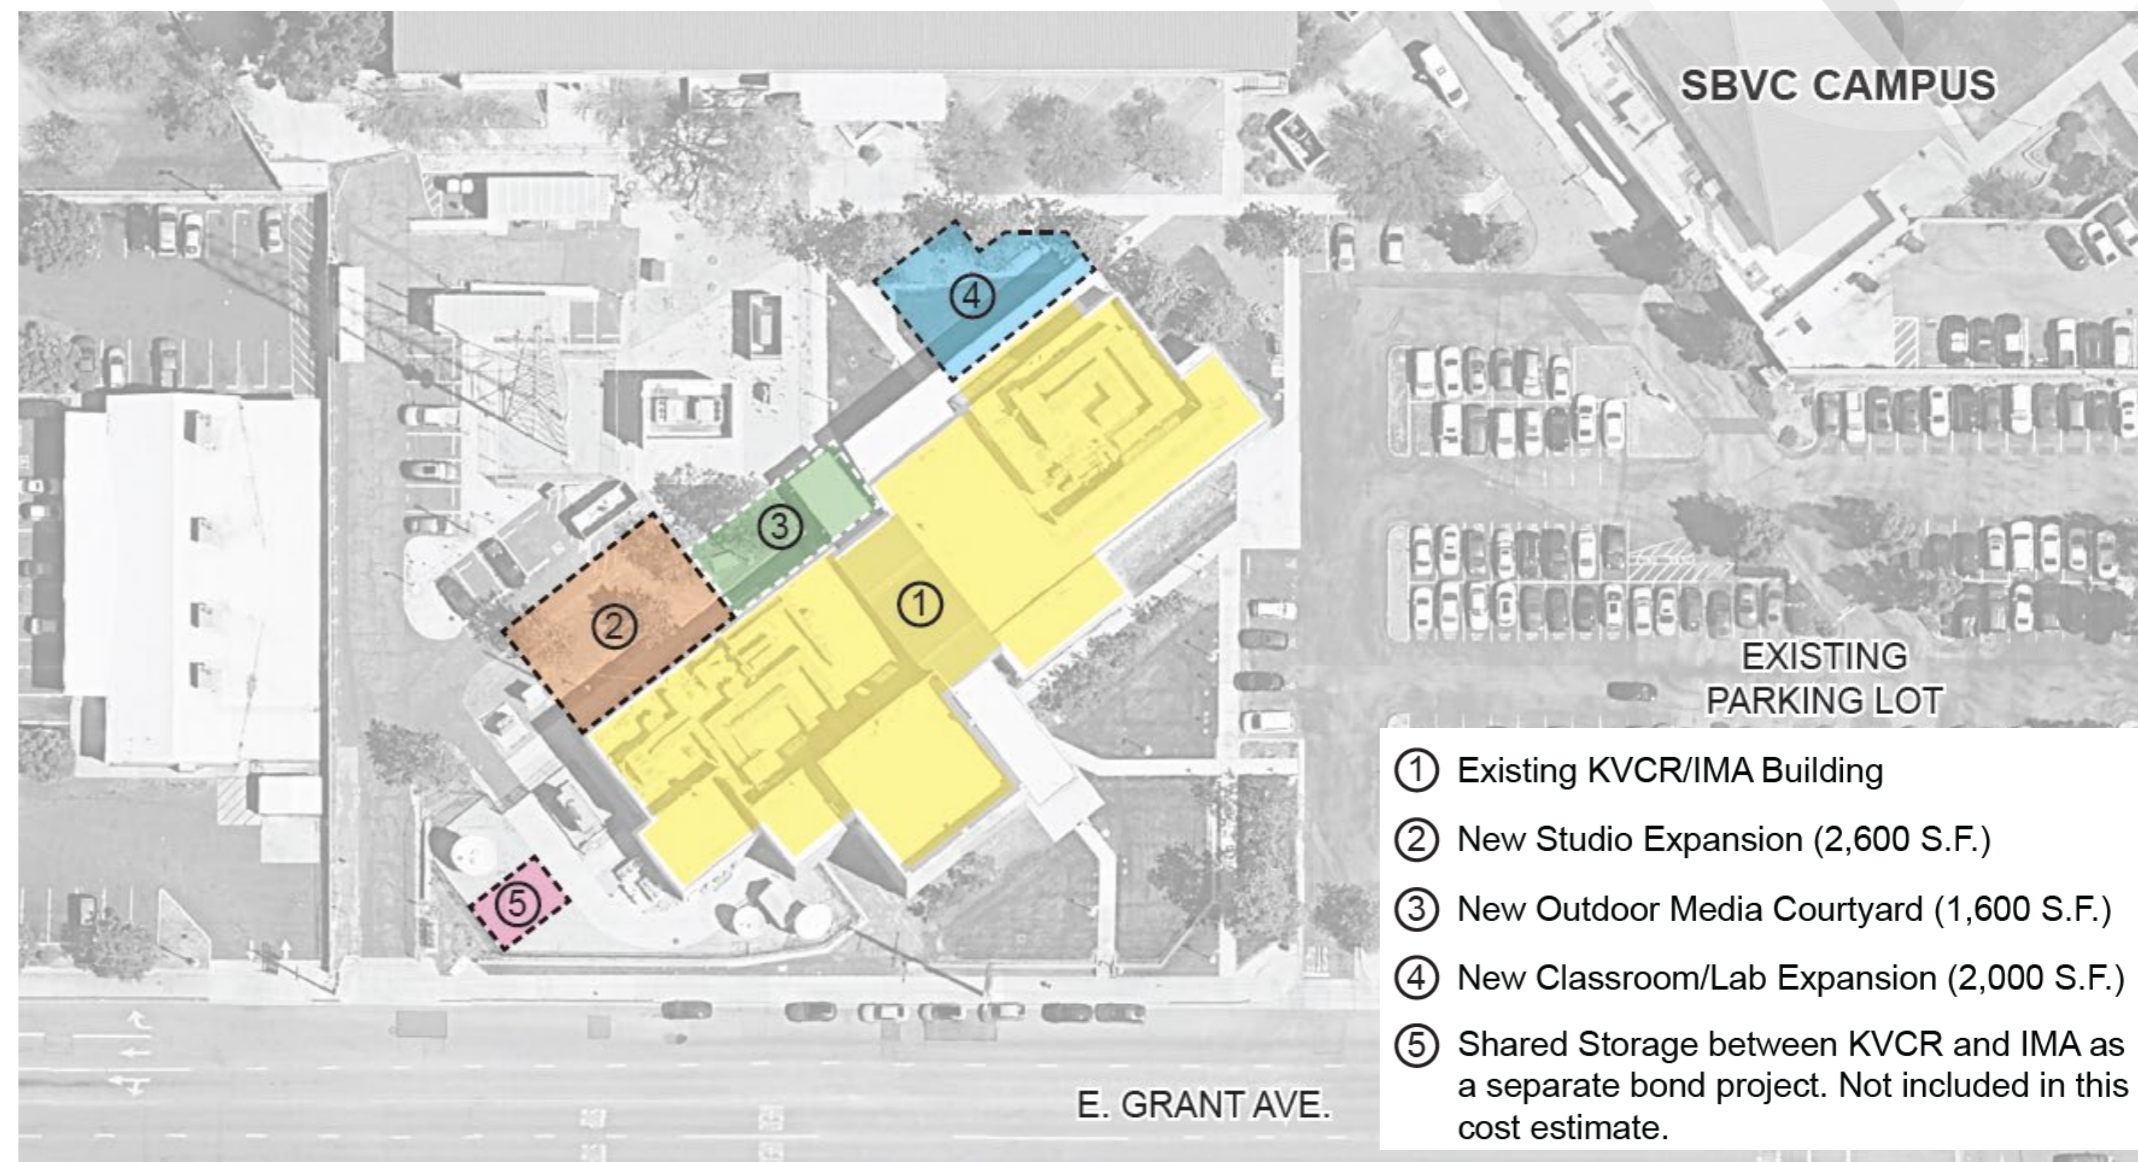 SBVC CAMPUS
4
3
2
1
5
EXISTING
PARKING LOT
E. GRANT AVE.
1 Existing KVCR/IMA Building
2 New Studio Expansion (2,600 S.F.)
3 New Outdoor Media Courtyard (1,600 S.F.)
4 New Classroom/Lab Expansion (2,000 S.F.)
5 Shared Storage between KVCR and IMA as
a separate bond project. Not included in this
cost estimate.